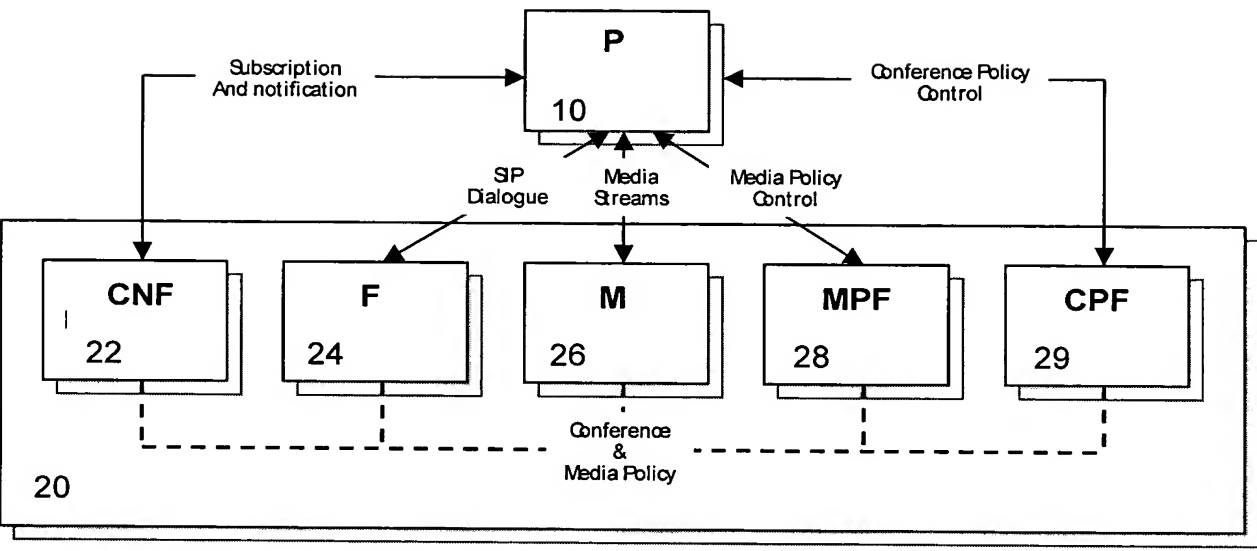 P
10
Subscription
And notification
Conference Policy
Control
SIP
Dialogue
Media
Streams
Media Policy
Control
CNF
22
F
24
M
26
MPF
28
CPF
29
Conference
&
Media Policy
20